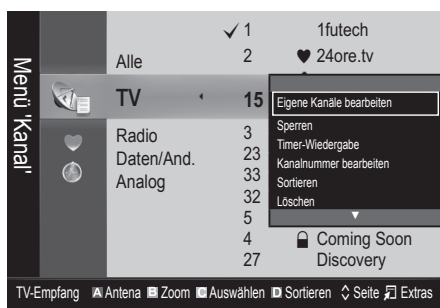 Menü 'Kanal'
Alle
TV
Radio
Daten/And.
Analog
1 1futech
2 ♥ 24ore.tv
15
3
23
33
32
5
4 Coming Soon
27 Discovery
Eigene Kanäle bearbeiten
Sperren
Timer-Wiedergabe
Kanalnummer bearbeiten
Sortieren
Löschen
TV-Empfang A Antena B Zoom C Auswählen D Sortieren Seite Extras